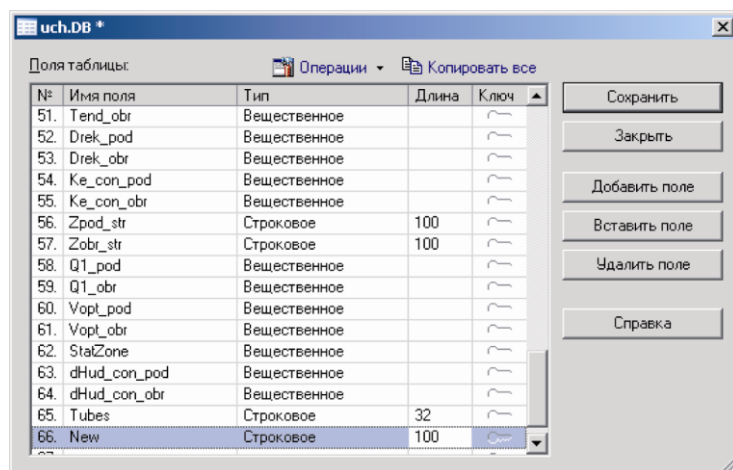 uch.DB *
Поля таблицы:
Операции
Копировать все
№ Имя поля Тип Длина Ключ
51. Tend_obr Вещественное
52. Drek_pod Вещественное
53. Drek_obr Вещественное
54. Ke_con_pod Вещественное
55. Ke_con_obr Вещественное
56. Zpod_str Строковое 100
57. Zobr_str Строковое 100
58. Q1_pod Вещественное
59. Q1_obr Вещественное
60. Vopt_pod Вещественное
61. Vopt_obr Вещественное
62. StatZone Вещественное
63. dHud_con_pod Вещественное
64. dHud_con_obr Вещественное
65. Tubes Строковое 32
66. New Строковое 100
Сохранить
Закрыть
Добавить поле
Вставить поле
Удалить поле
Справка